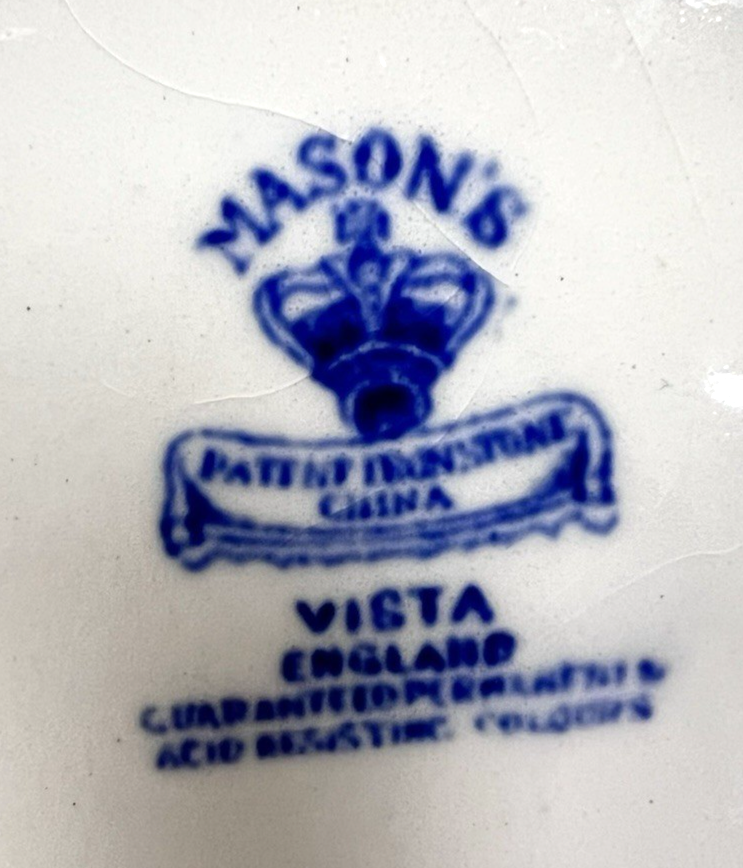 MASON'S
PATENT IRONSTONE
CHINA
VISTA
ENGLAND
GUARANTEED PERMANENT &
ACID RESISTING COLOURS